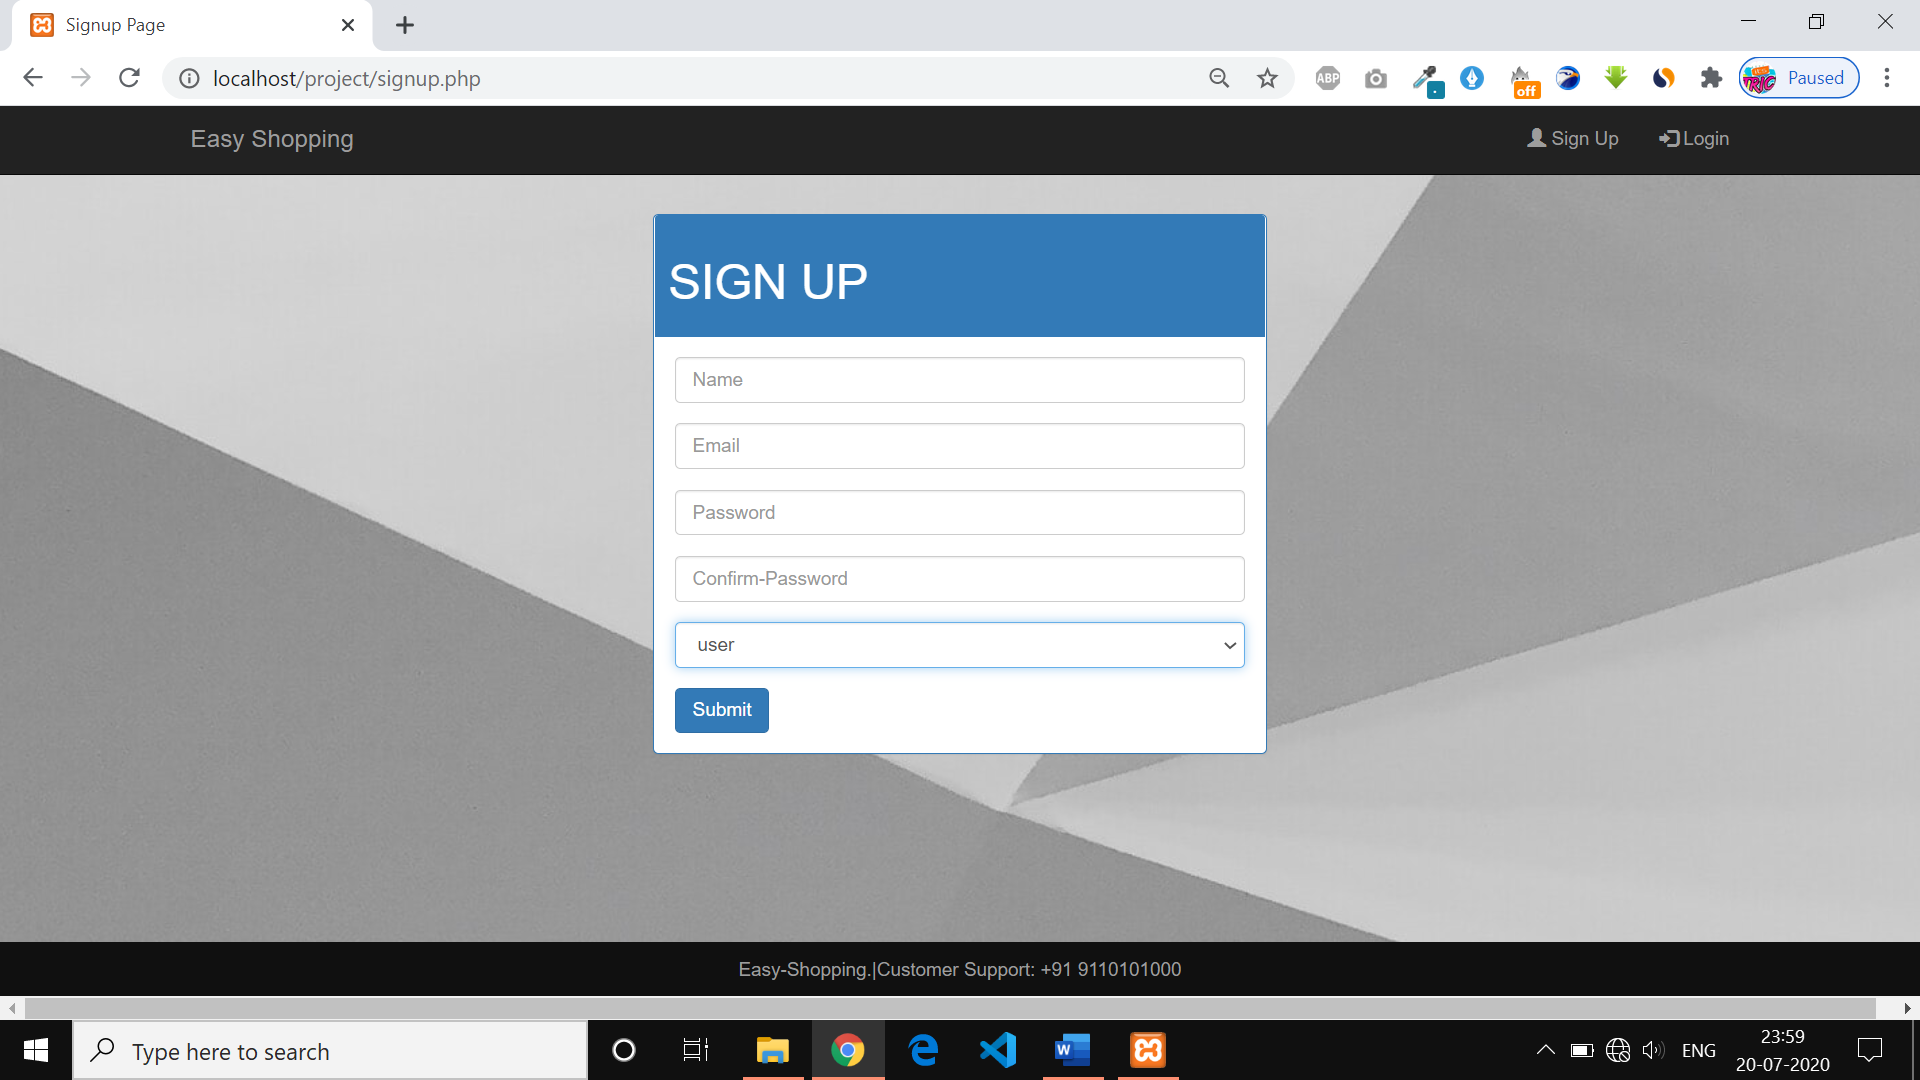 Signup Page
localhost/project/signup.php
ABP
off
Paused
Easy Shopping
Sign Up
Login
SIGN UP
Name
Email
Password
Confirm-Password
user
Submit
Easy-Shopping.|Customer Support: +91 9110101000
Type here to search
W
ENG
23:59
20-07-2020